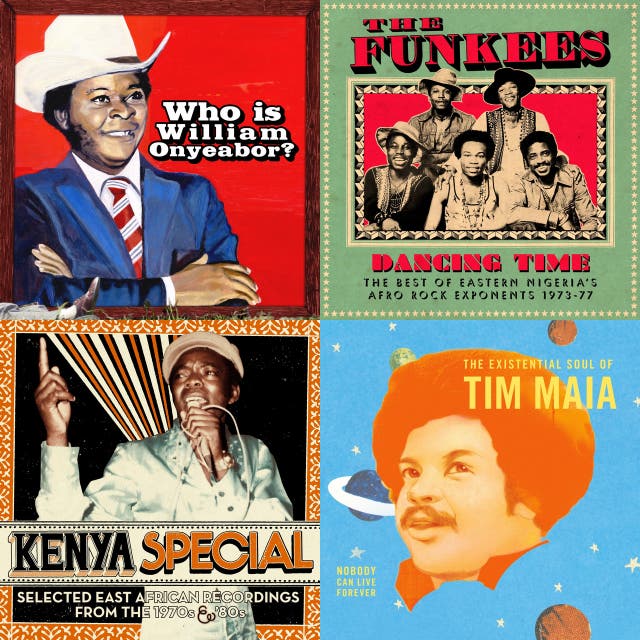 Who is
William
Onyeabor?
THE
FUNKEES
DANCING TIME
THE BEST OF EASTERN NIGERIA'S
AFRO ROCK EXPONENTS 1973-77
KENYA SPECIAL
SELECTED EAST AFRICAN RECORDINGS
FROM THE 1970s & '80s
THE EXISTENTIAL SOUL OF
TIM MAIA
NOBODY
CAN LIVE
FOREVER